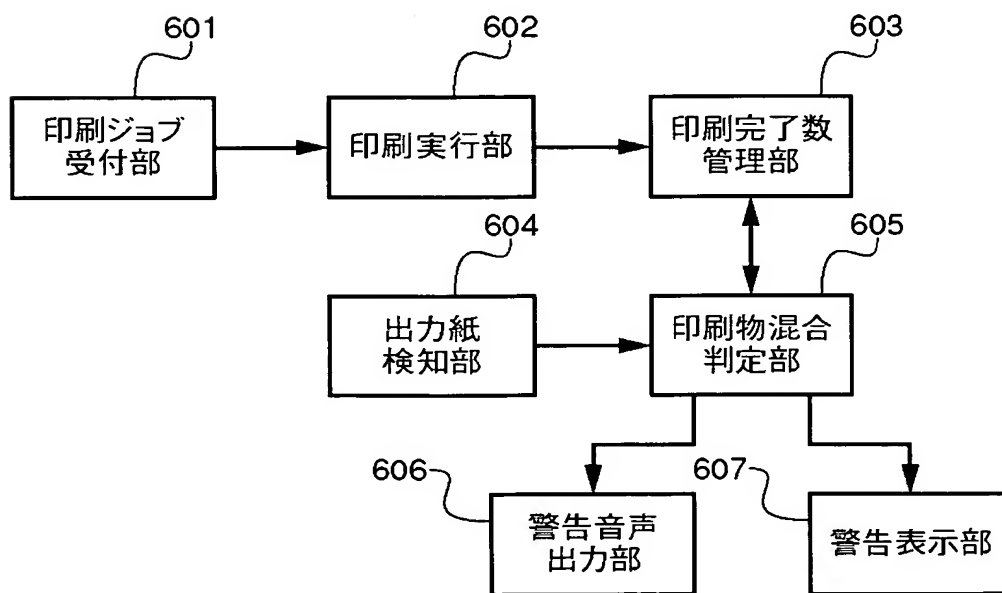 601
602
603
印刷ジョブ
受付部
印刷実行部
印刷完了数
管理部
604
605
出力紙
検知部
印刷物混合
判定部
606
607
警告音声
出力部
警告表示部